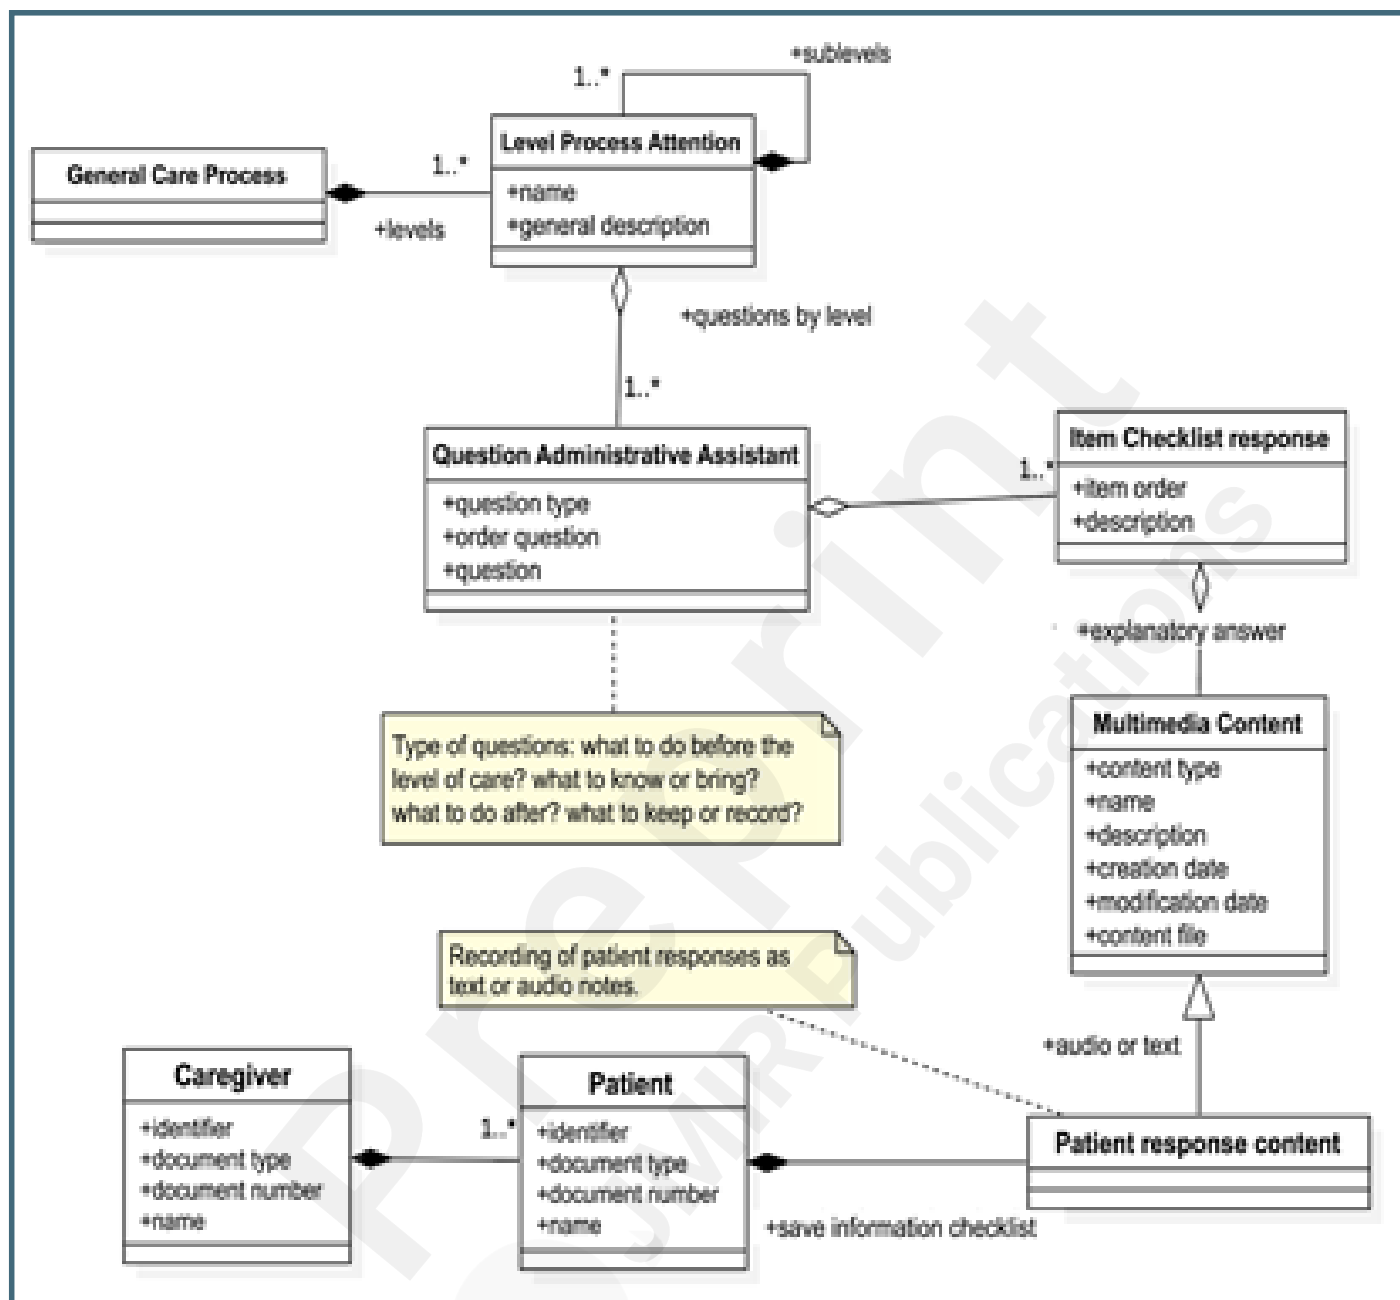 +sublevels
1..*
Level Process Attention
+name
+general description
General Care Process
1..*
+levels
+questions by level
1..*
Question Administrative Assistant
+question type
+order question
+question
1..*
Item Checklist response
+item order
+description
+explanatory answer
Multimedia Content
+content type
+name
+description
+creation date
+modification date
+content file
Type of questions: what to do before the
level of care? what to know or bring?
what to do after? what to keep or record?
Recording of patient responses as
text or audio notes.
+audio or text
Caregiver
+identifier
+document type
+document number
+name
1..*
Patient
+identifier
+document type
+document number
+name
+save information checklist
Patient response content
Preprint
JMIR Publications